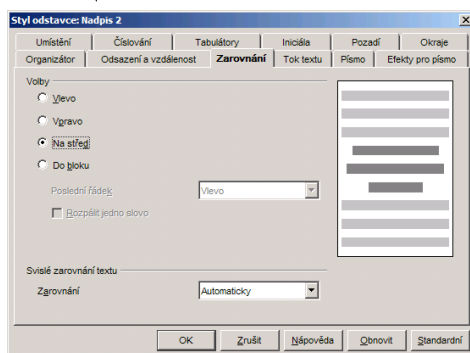 Styl odstavce: Nadpis 2
Umístění Číslování Tabulátory Iniciála Pozadí Okraje
Organizátor Odsazení a vzdálenost Zarovnání Tok textu Písmo Efekty pro písmo
Volby
Vlevo
Vpravo
Na střed
Do bloku
Poslední řádek Vlevo
Rozpálit jedno slovo
Svislé zarovnání textu
Zarovnání Automaticky
OK Zrušit Nápověda Obnovit Standardní